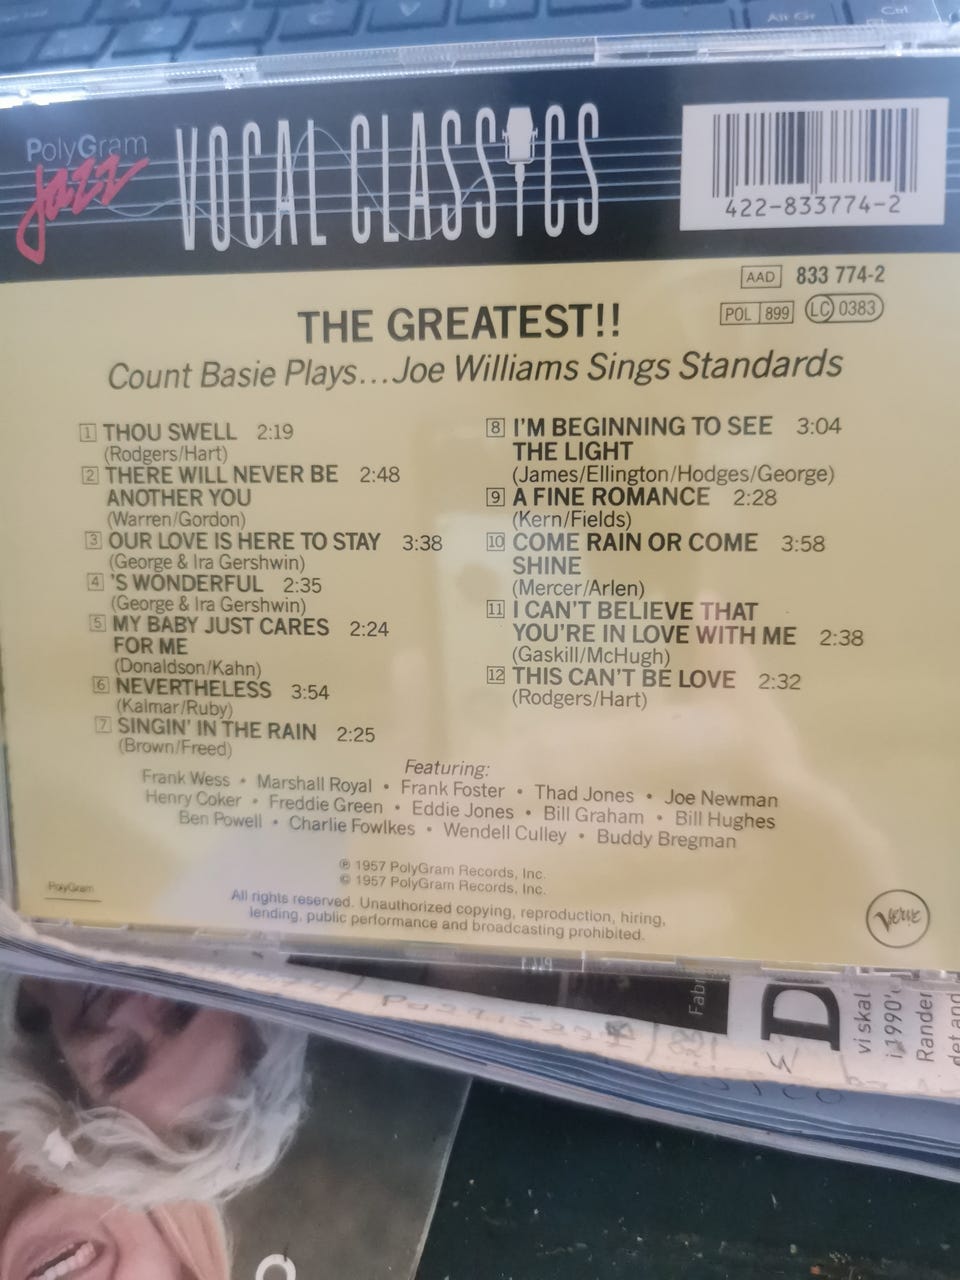 Alt Gr
Ctrl
PolyGram
Jazz
VOCAL CLASSICS
422-833774-2
AAD 833 774-2
POL 899 LC 0383
THE GREATEST!!
Count Basie Plays...Joe Williams Sings Standards
1 THOU SWELL 2:19
(Rodgers/Hart)
2 THERE WILL NEVER BE 2:48
ANOTHER YOU
(Warren/Gordon)
3 OUR LOVE IS HERE TO STAY 3:38
(George & Ira Gershwin)
4 'S WONDERFUL 2:35
(George & Ira Gershwin)
5 MY BABY JUST CARES 2:24
FOR ME
(Donaldson/Kahn)
6 NEVERTHELESS 3:54
(Kalmar/Ruby)
7 SINGIN' IN THE RAIN 2:25
(Brown/Freed)
8 I'M BEGINNING TO SEE 3:04
THE LIGHT
(James/Ellington/Hodges/George)
9 A FINE ROMANCE 2:28
(Kern/Fields)
10 COME RAIN OR COME 3:58
SHINE
(Mercer/Arlen)
11 I CAN'T BELIEVE THAT
YOU'RE IN LOVE WITH ME 2:38
(Gaskill/McHugh)
12 THIS CAN'T BE LOVE 2:32
(Rodgers/Hart)
Featuring:
Frank Wess • Marshall Royal • Frank Foster • Thad Jones • Joe Newman
Henry Coker • Freddie Green • Eddie Jones • Bill Graham • Bill Hughes
Ben Powell • Charlie Fowlkes • Wendell Culley • Buddy Bregman
℗ 1957 PolyGram Records, Inc.
© 1957 PolyGram Records, Inc.
All rights reserved. Unauthorized copying, reproduction, hiring,
lending, public performance and broadcasting prohibited.
PolyGram
Verve
Fabr
D
vi skal
i 1990'
Rander
det and